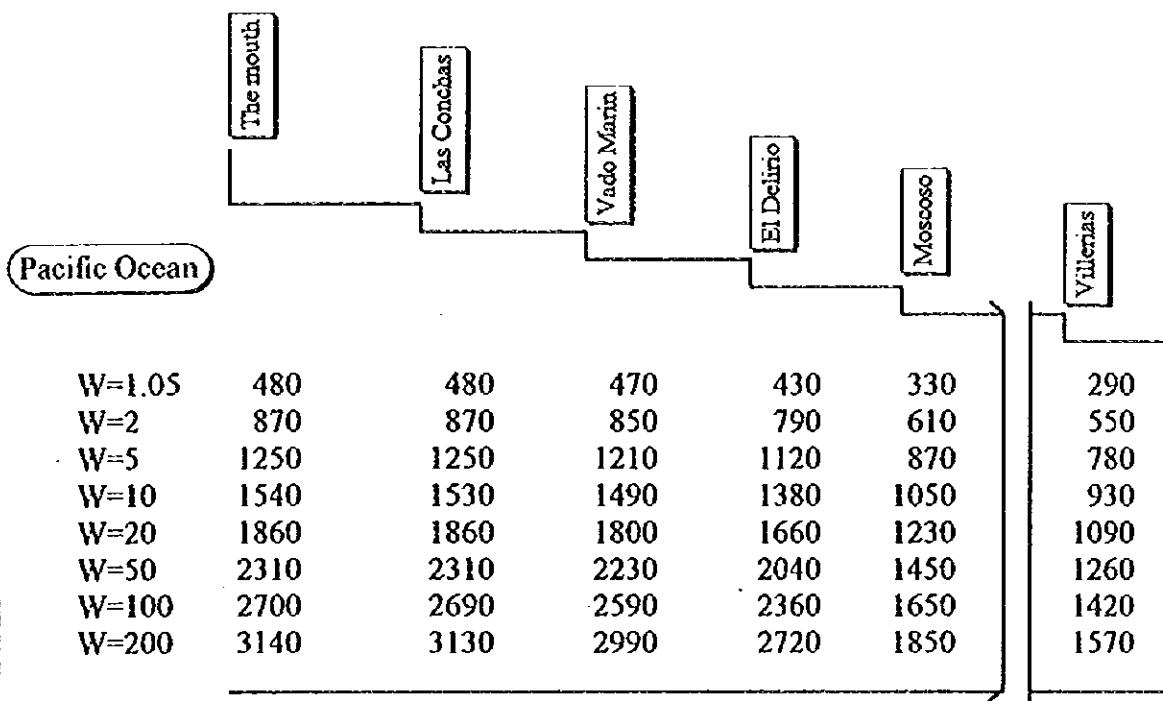 The mouth
Las Conchas
Vado Marin
El Delirio
Moscoso
Villerias
Pacific Ocean
W=1.05 480 480 470 430 330 290
W=2 870 870 850 790 610 550
W=5 1250 1250 1210 1120 870 780
W=10 1540 1530 1490 1380 1050 930
W=20 1860 1860 1800 1660 1230 1090
W=50 2310 2310 2230 2040 1450 1260
W=100 2700 2690 2590 2360 1650 1420
W=200 3140 3130 2990 2720 1850 1570